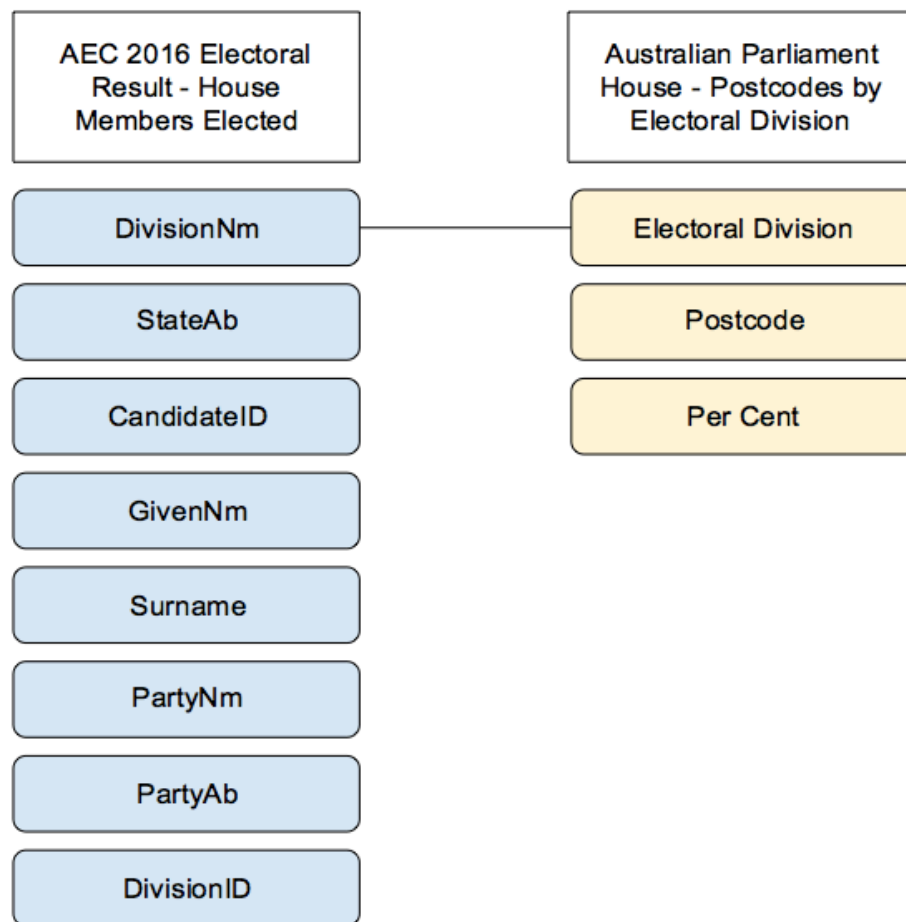 AEC 2016 Electoral
Result - House
Members Elected
Australian Parliament
House - Postcodes by
Electoral Division
DivisionNm
Electoral Division
StateAb
Postcode
CandidateID
Per Cent
GivenNm
Surname
PartyNm
PartyAb
DivisionID